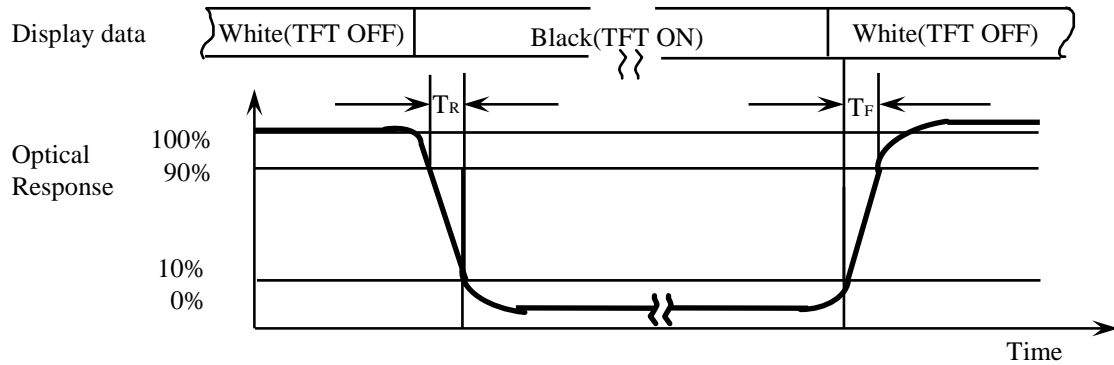 Display data
White(TFT OFF)
Black(TFT ON)
White(TFT OFF)
TR
TF
Optical
Response
100%
90%
10%
0%
Time